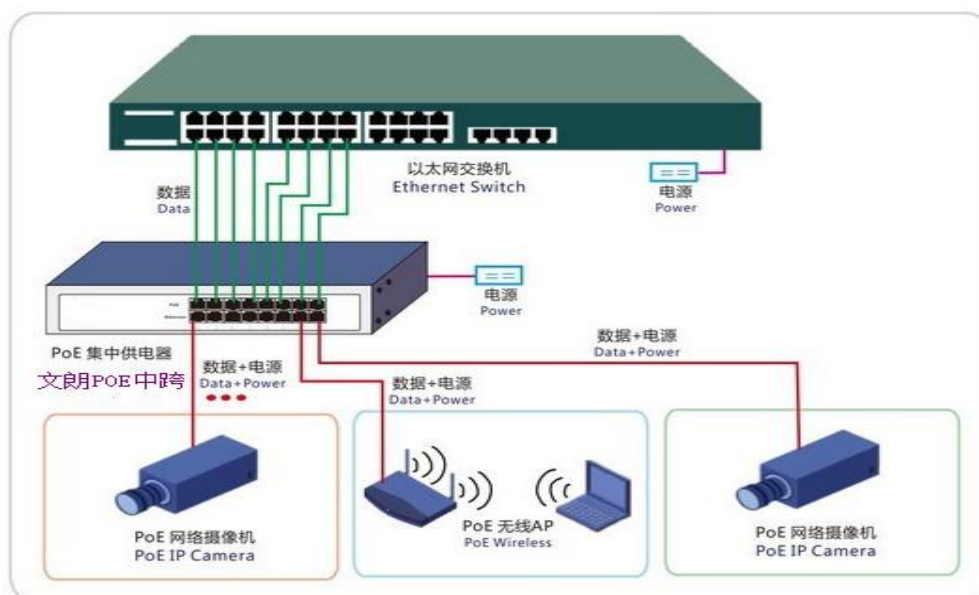 以太网交换机
Ethernet Switch
数据
Data
电源
Power
电源
Power
PoE
Ethernet
PoE 集中供电器
文朗POE中跨
数据+电源
Data+Power
数据+电源
Data+Power
数据+电源
Data+Power
PoE 网络摄像机
PoE IP Camera
PoE 无线AP
PoE Wireless
PoE 网络摄像机
PoE IP Camera